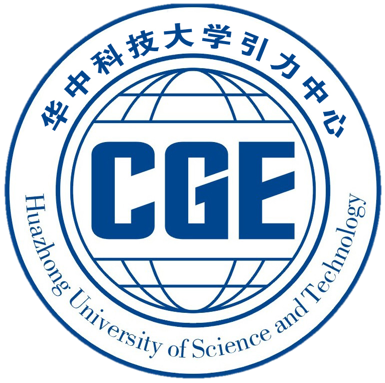 华中科技大学引力中心
CGE
Huazhong University of Science and Technology